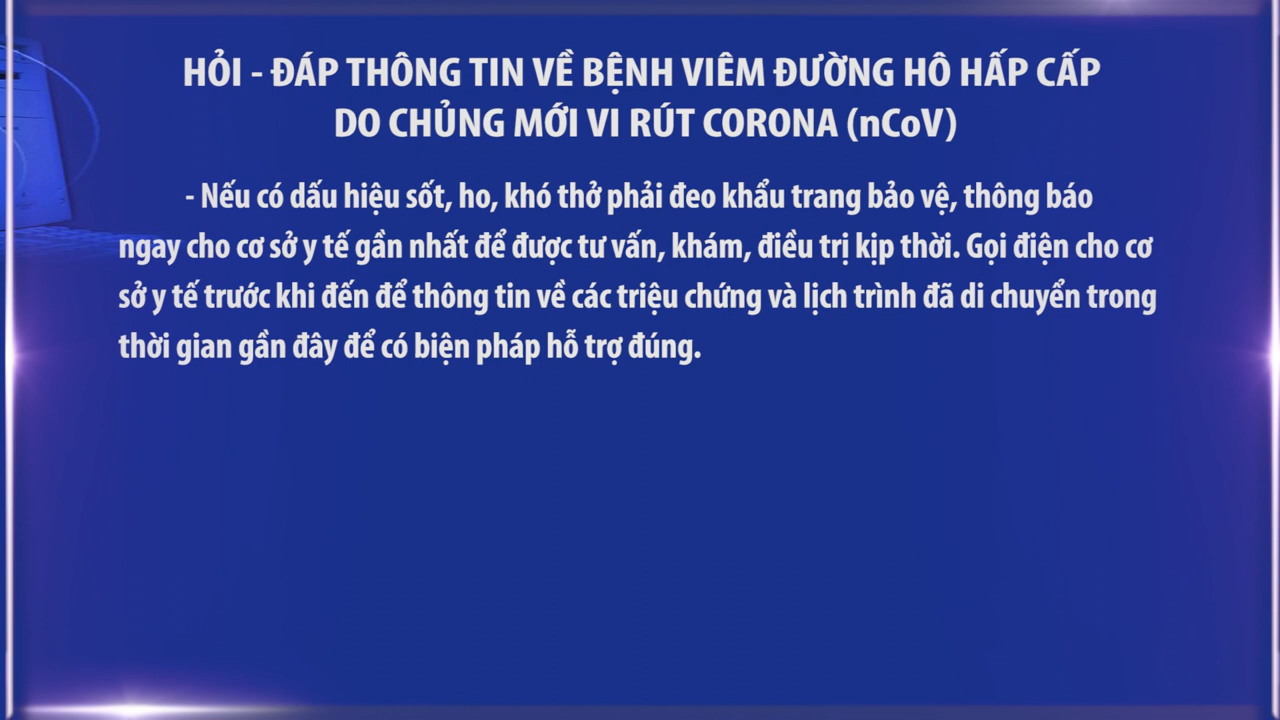 HỎI - ĐÁP THÔNG TIN VỀ BỆNH VIÊM ĐƯỜNG HÔ HẤP CẤP
DO CHỦNG MỚI VI RÚT CORONA (nCoV)
- Nếu có dấu hiệu sốt, ho, khó thở phải đeo khẩu trang bảo vệ, thông báo
ngay cho cơ sở y tế gần nhất để được tư vấn, khám, điều trị kịp thời. Gọi điện cho cơ
sở y tế trước khi đến để thông tin về các triệu chứng và lịch trình đã di chuyển trong
thời gian gần đây để có biện pháp hỗ trợ đúng.